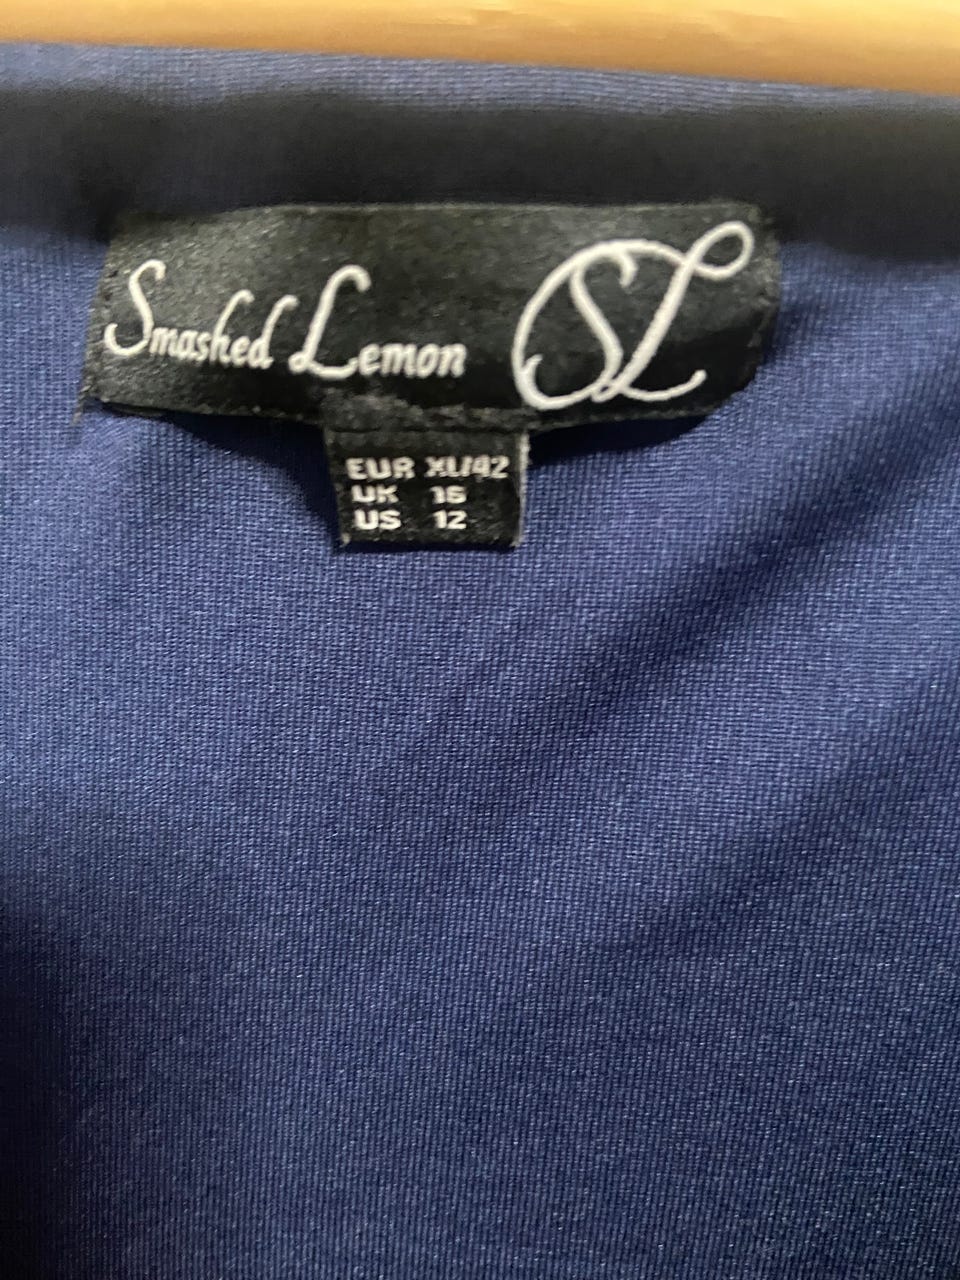 Smashed Lemon SL
EUR XL/42
UK 16
US 12